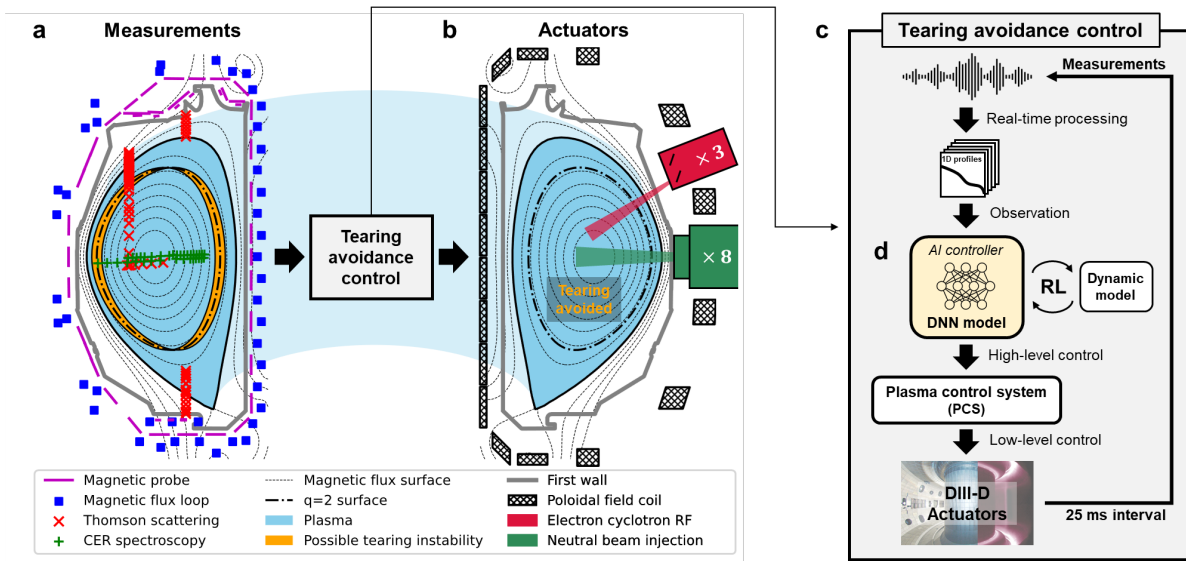 a
Measurements
b
Actuators
c
Tearing avoidance control
Measurements
Real-time processing
1D profiles
Observation
d
AI controller
DNN model
RL
Dynamic
model
High-level control
Plasma control system
(PCS)
Low-level control
DIII-D
Actuators
25 ms interval
Tearing
avoidance
control
× 3
× 8
Tearing
avoided
Magnetic probe
Magnetic flux loop
Thomson scattering
CER spectroscopy
Magnetic flux surface
q=2 surface
Plasma
Possible tearing instability
First wall
Poloidal field coil
Electron cyclotron RF
Neutral beam injection